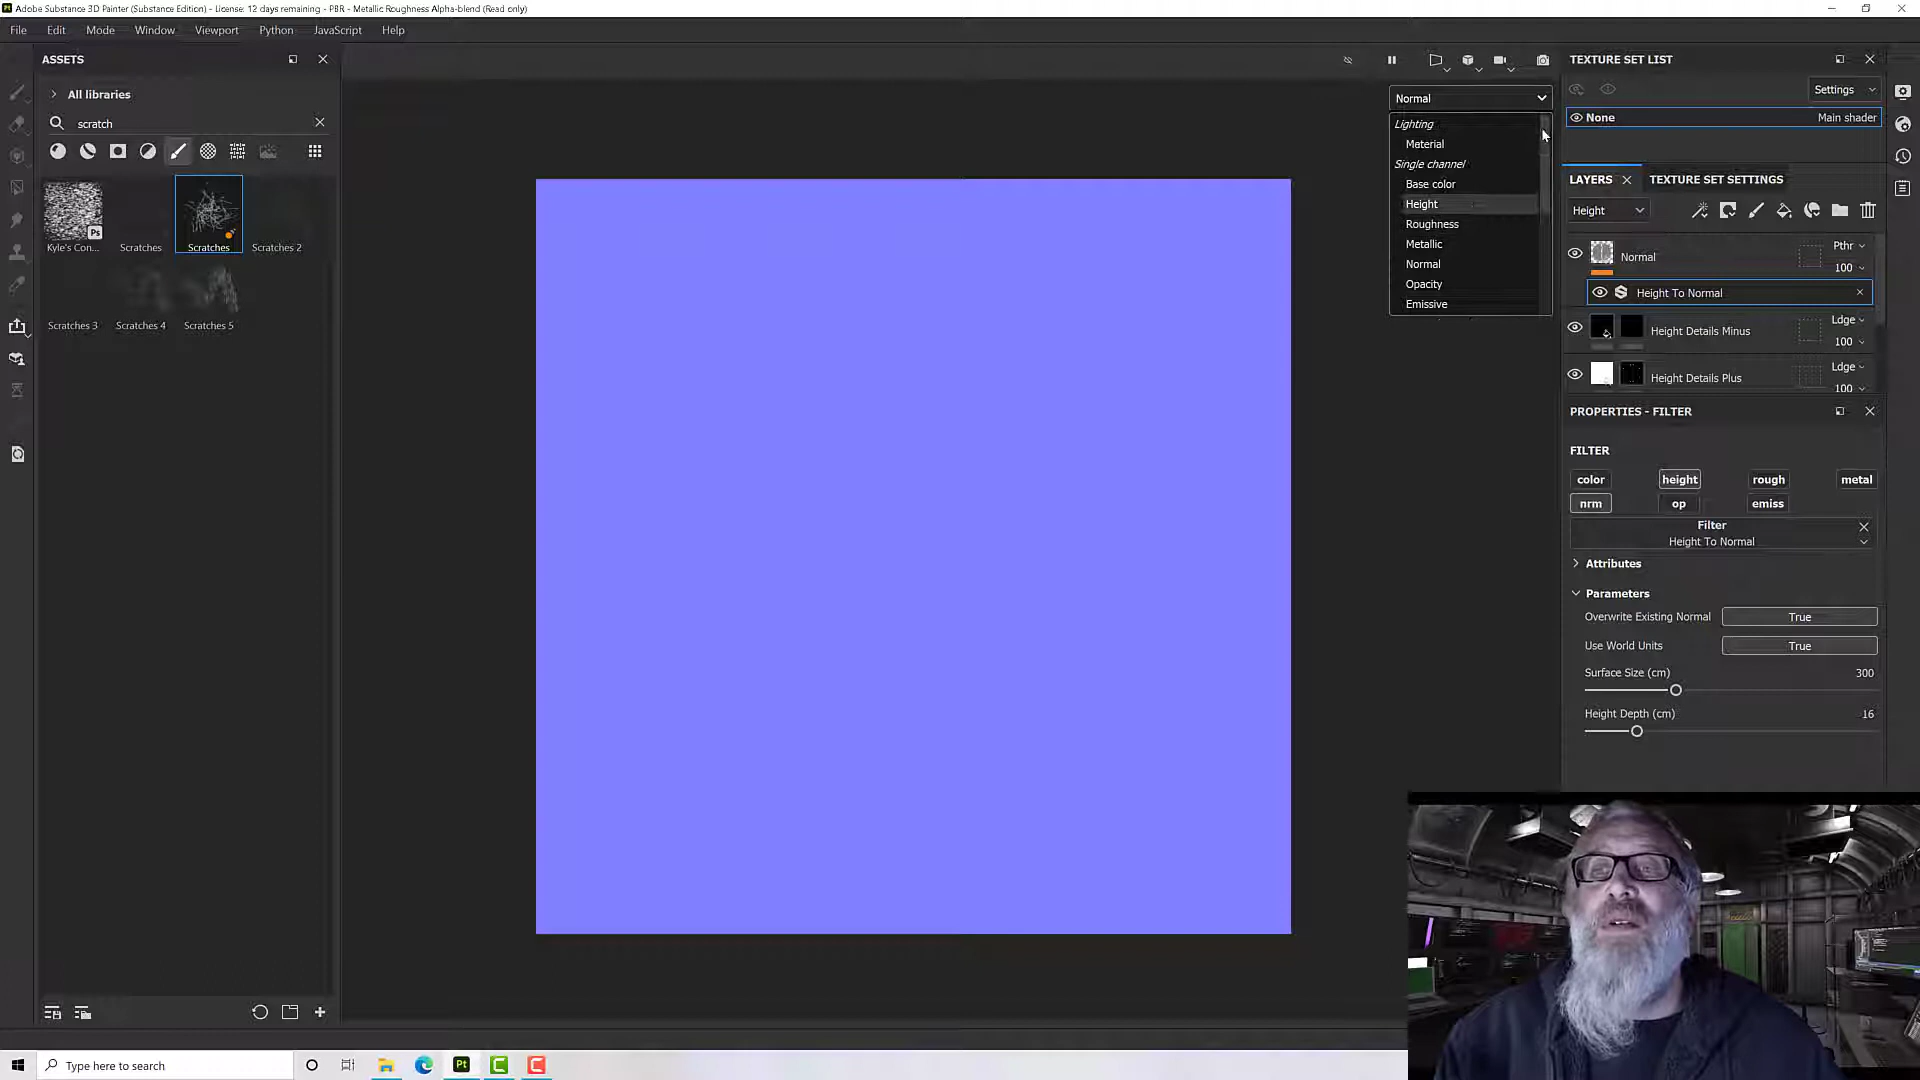 Adobe Substance 3D Painter (Substance Edition) - License: 12 days remaining - PBR - Metallic Roughness Alpha-blend (Read only)
File Edit Mode Window Viewport Python JavaScript Help
ASSETS
All libraries
scratch
Ps
Kyle's Con... Scratches Scratches Scratches 2
Scratches 3 Scratches 4 Scratches 5
Normal
Lighting
Material
Single channel
Base color
Height
Roughness
Metallic
Normal
Opacity
Emissive
TEXTURE SET LIST
Settings
None Main shader
LAYERS TEXTURE SET SETTINGS
Height
Normal Pthr
100
Height To Normal
Height Details Minus Ldge
100
Height Details Plus Ldge
100
PROPERTIES - FILTER
FILTER
color height rough metal
nrm op emiss
Filter
Height To Normal
Attributes
Parameters
Overwrite Existing Normal True
Use World Units True
Surface Size (cm) 300
Height Depth (cm) 16
Type here to search
Pt